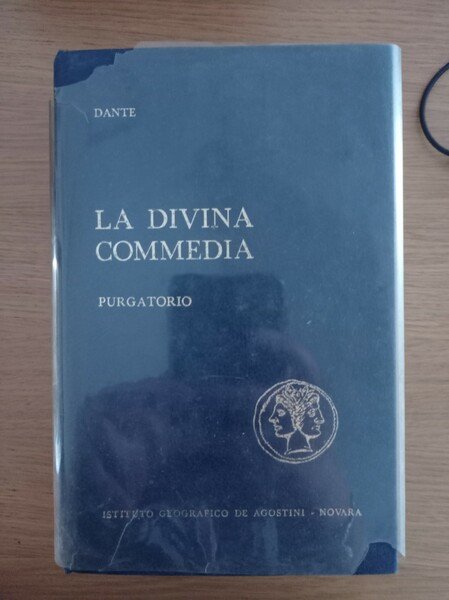 DANTE
LA DIVINA
COMMEDIA
PURGATORIO
ISTITUTO GEOGRAFICO DE AGOSTINI - NOVARA